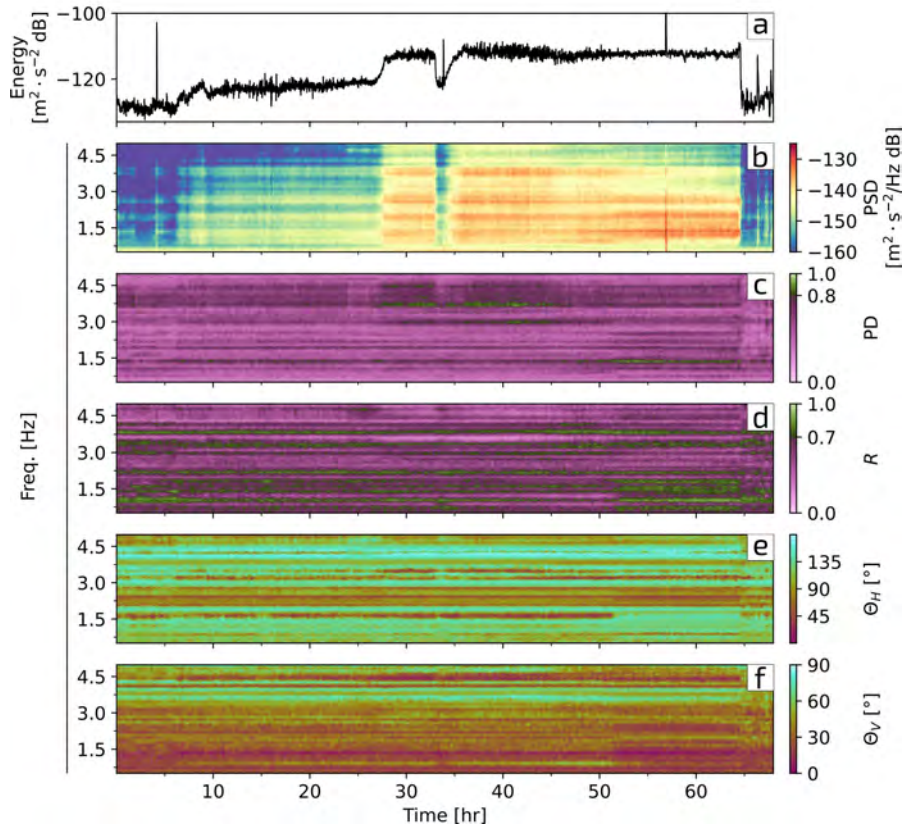 −100
−120
Energy
[m² · s⁻² dB]
a
4.5
3.0
1.5
b
−130
−140
−150
−160
PSD
[m² · s⁻²/Hz dB]
4.5
3.0
1.5
c
1.0
0.8
0.0
PD
4.5
3.0
1.5
d
1.0
0.7
0.0
R
Freq. [Hz]
4.5
3.0
1.5
e
135
90
45
Θ_H [°]
4.5
3.0
1.5
f
90
60
30
0
Θ_V [°]
10 20 30 40 50 60
Time [hr]